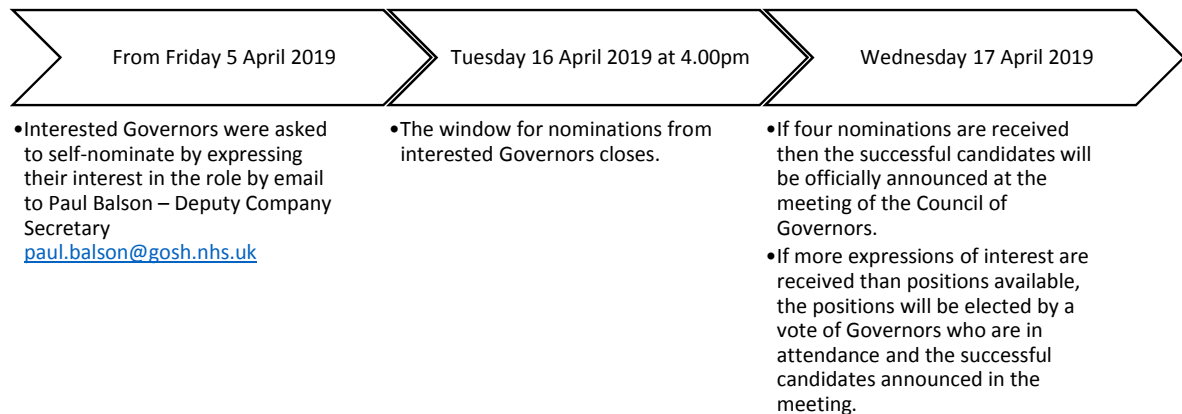 From Friday 5 April 2019
Tuesday 16 April 2019 at 4.00pm
Wednesday 17 April 2019
•Interested Governors were asked
to self-nominate by expressing
their interest in the role by email
to Paul Balson – Deputy Company
Secretary
paul.balson@gosh.nhs.uk
•The window for nominations from
interested Governors closes.
•If four nominations are received
then the successful candidates will
be officially announced at the
meeting of the Council of
Governors.
•If more expressions of interest are
received than positions available,
the positions will be elected by a
vote of Governors who are in
attendance and the successful
candidates announced in the
meeting.